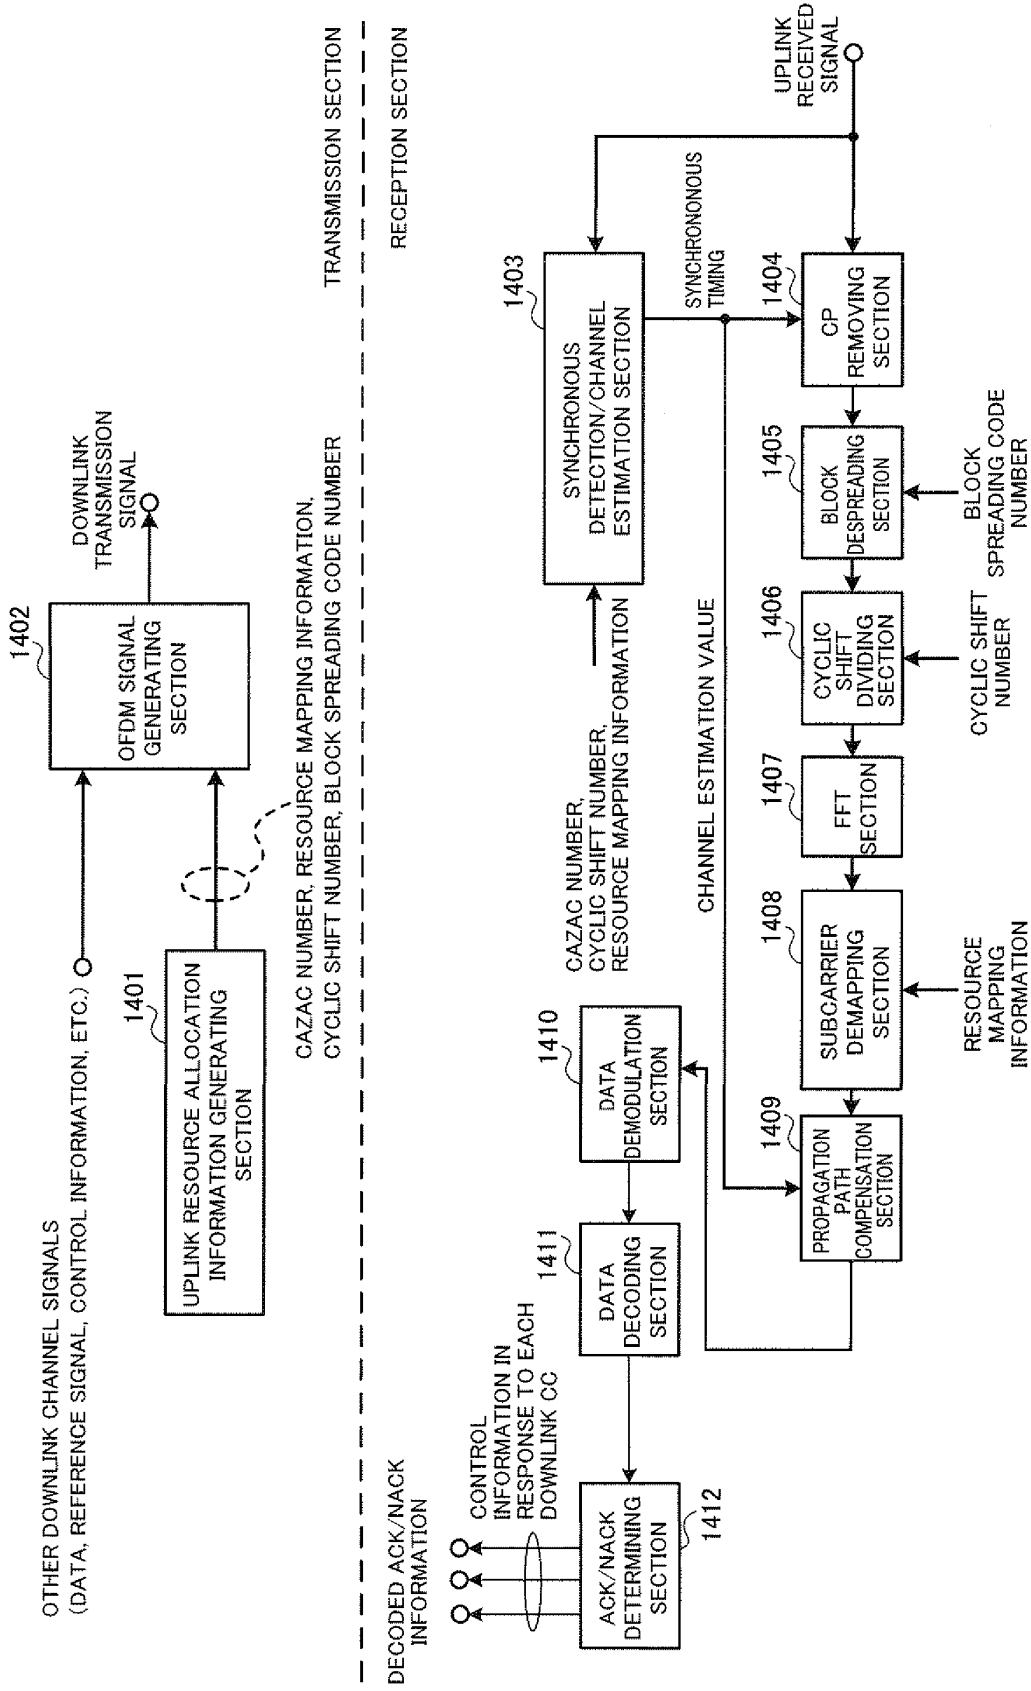 OTHER DOWNLINK CHANNEL SIGNALS
(DATA, REFERENCE SIGNAL, CONTROL INFORMATION, ETC.)
1401
UPLINK RESOURCE ALLOCATION
INFORMATION GENERATING
SECTION
1402
OFDM SIGNAL
GENERATING
SECTION
DOWNLINK
TRANSMISSION
SIGNAL
CAZAC NUMBER, RESOURCE MAPPING INFORMATION,
CYCLIC SHIFT NUMBER, BLOCK SPREADING CODE NUMBER
TRANSMISSION SECTION
RECEPTION SECTION
DECODED ACK/NACK
INFORMATION
CONTROL
INFORMATION IN
RESPONSE TO EACH
DOWNLINK CC
ACK/NACK
DETERMINING
SECTION
1412
1411
DATA
DECODING
SECTION
1410
DATA
DEMODULATION
SECTION
CAZAC NUMBER,
CYCLIC SHIFT NUMBER,
RESOURCE MAPPING INFORMATION
1403
SYNCHRONOUS
DETECTION/CHANNEL
ESTIMATION SECTION
CHANNEL ESTIMATION VALUE
SYNCHRONONOUS
TIMING
UPLINK
RECEIVED
SIGNAL
1409
PROPAGATION
PATH
COMPENSATION
SECTION
1408
SUBCARRIER
DEMAPPING
SECTION
1407
FFT
SECTION
1406
CYCLIC
SHIFT
DIVIDING
SECTION
1405
BLOCK
DESPREADING
SECTION
1404
CP
REMOVING
SECTION
RESOURCE
MAPPING
INFORMATION
CYCLIC SHIFT
NUMBER
BLOCK
SPREADING CODE
NUMBER